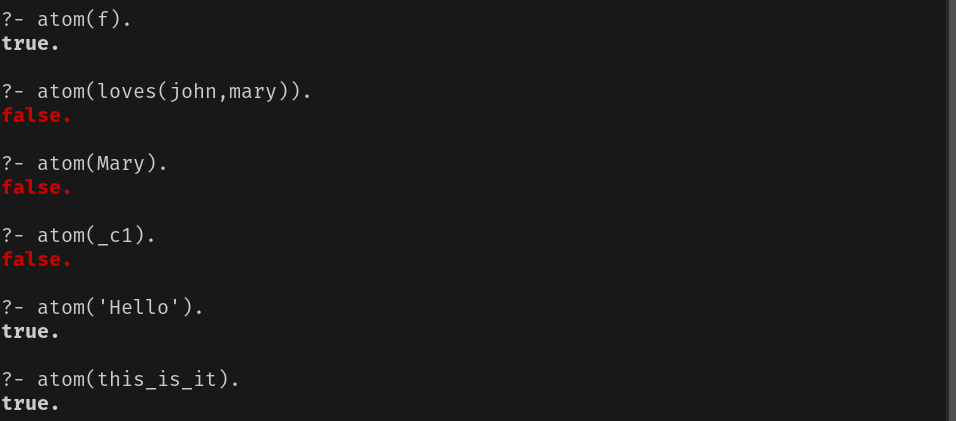 ?- atom(f).
true.
?- atom(loves(john,mary)).
false.
?- atom(Mary).
false.
?- atom(_c1).
false.
?- atom('Hello').
true.
?- atom(this_is_it).
true.